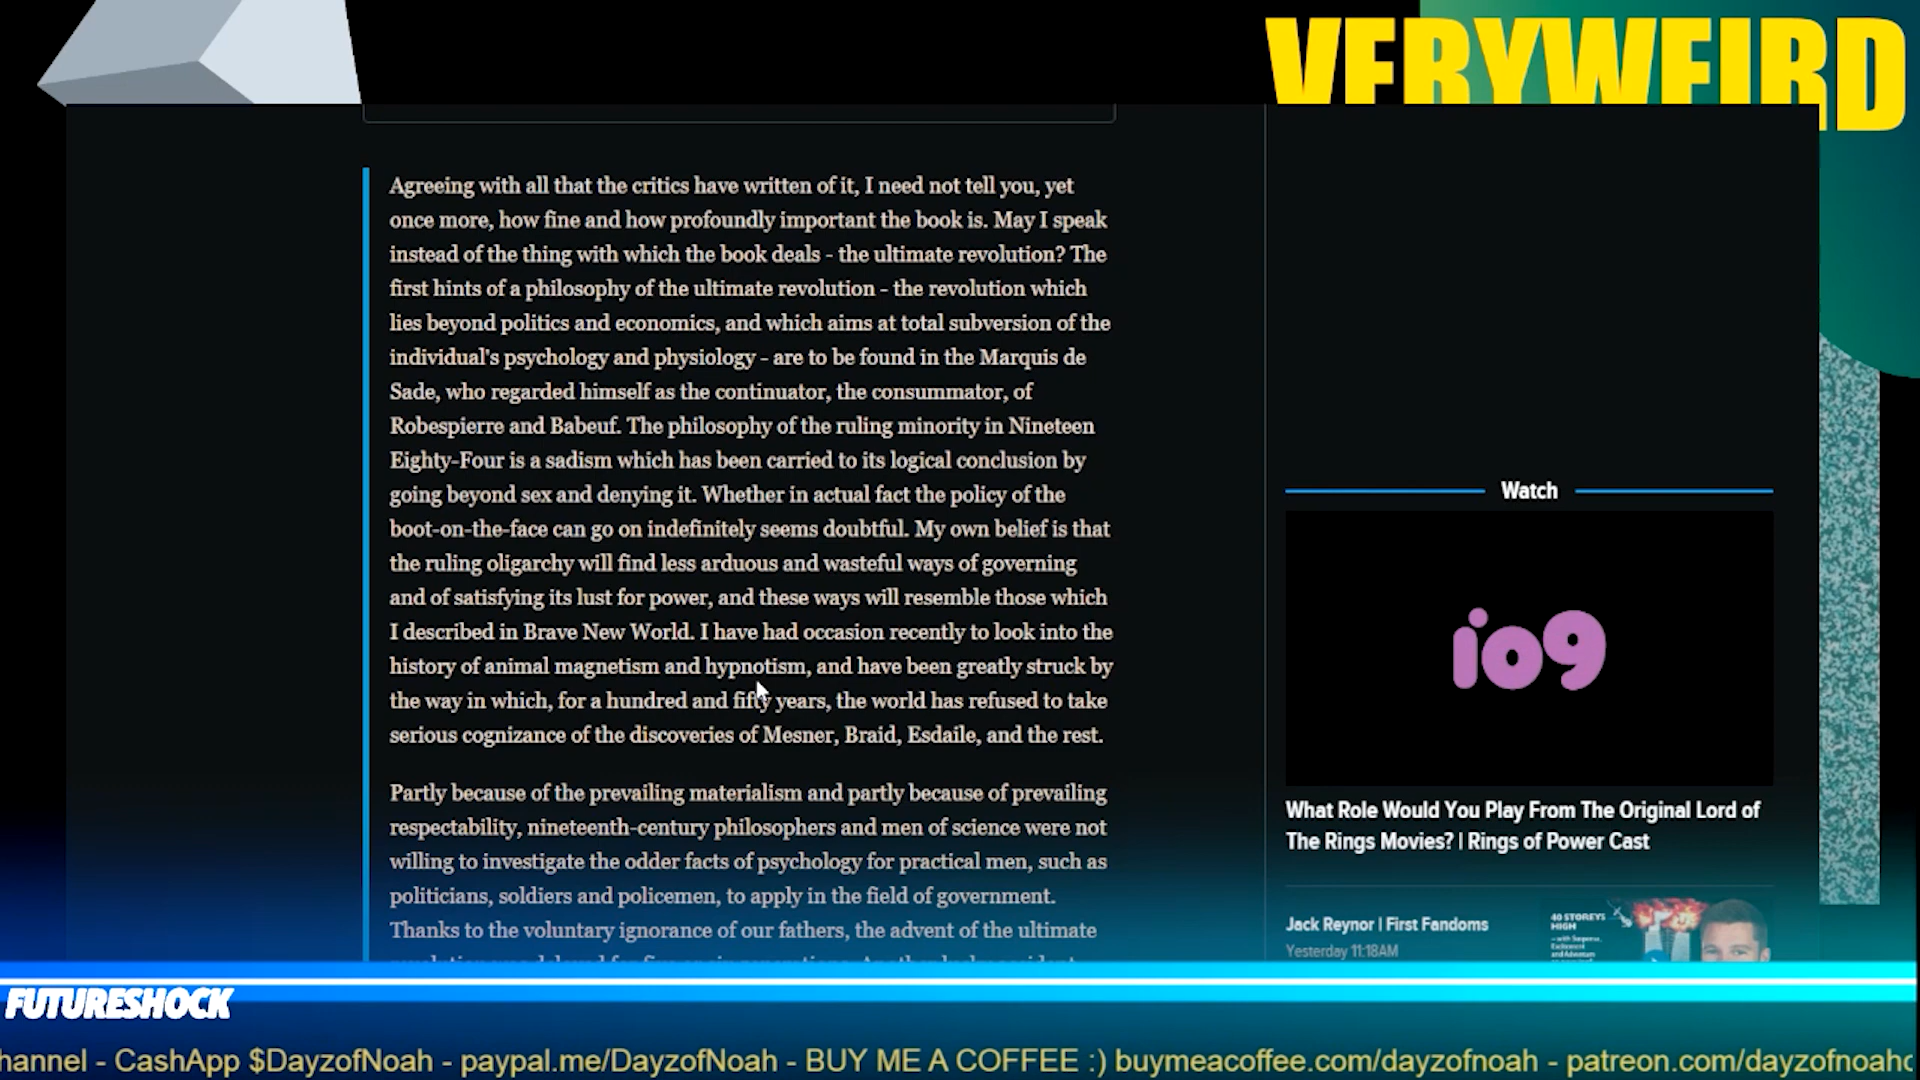 VERYWEIRD
Agreeing with all that the critics have written of it, I need not tell you, yet
once more, how fine and how profoundly important the book is. May I speak
instead of the thing with which the book deals - the ultimate revolution? The
first hints of a philosophy of the ultimate revolution - the revolution which
lies beyond politics and economics, and which aims at total subversion of the
individual's psychology and physiology - are to be found in the Marquis de
Sade, who regarded himself as the continuator, the consummator, of
Robespierre and Babeuf. The philosophy of the ruling minority in Nineteen
Eighty-Four is a sadism which has been carried to its logical conclusion by
going beyond sex and denying it. Whether in actual fact the policy of the
boot-on-the-face can go on indefinitely seems doubtful. My own belief is that
the ruling oligarchy will find less arduous and wasteful ways of governing
and of satisfying its lust for power, and these ways will resemble those which
I described in Brave New World. I have had occasion recently to look into the
history of animal magnetism and hypnotism, and have been greatly struck by
the way in which, for a hundred and fifty years, the world has refused to take
serious cognizance of the discoveries of Mesner, Braid, Esdaile, and the rest.
Partly because of the prevailing materialism and partly because of prevailing
respectability, nineteenth-century philosophers and men of science were not
willing to investigate the odder facts of psychology for practical men, such as
politicians, soldiers and policemen, to apply in the field of government.
Thanks to the voluntary ignorance of our fathers, the advent of the ultimate
Watch
io9
What Role Would You Play From The Original Lord of
The Rings Movies? | Rings of Power Cast
Jack Reynor | First Fandoms
Yesterday 11:18AM
40 STOREYS
HIGH
FUTURESHOCK
hannel - CashApp $DayzofNoah - paypal.me/DayzofNoah - BUY ME A COFFEE :) buymeacoffee.com/dayzofnoah - patreon.com/dayzofnoah